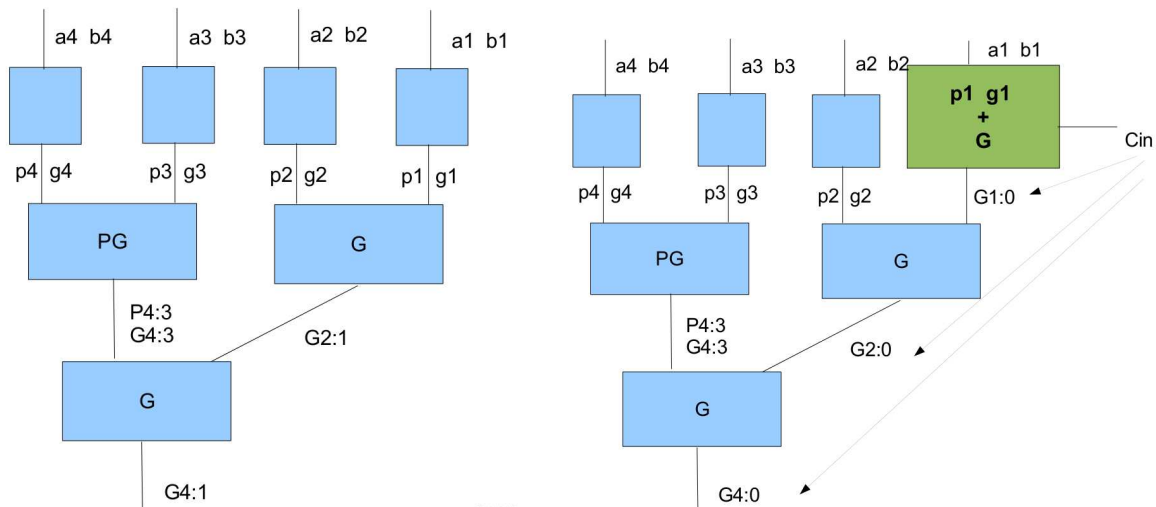 a4 b4
a3 b3
a2 b2
a1 b1
p4 g4
p3 g3
p2 g2
p1 g1
PG
G
P4:3
G4:3
G2:1
G
G4:1
a4 b4
a3 b3
a2 b2
a1 b1
p1 g1
+
G
Cin
p4 g4
p3 g3
p2 g2
G1:0
PG
G
P4:3
G4:3
G2:0
G
G4:0